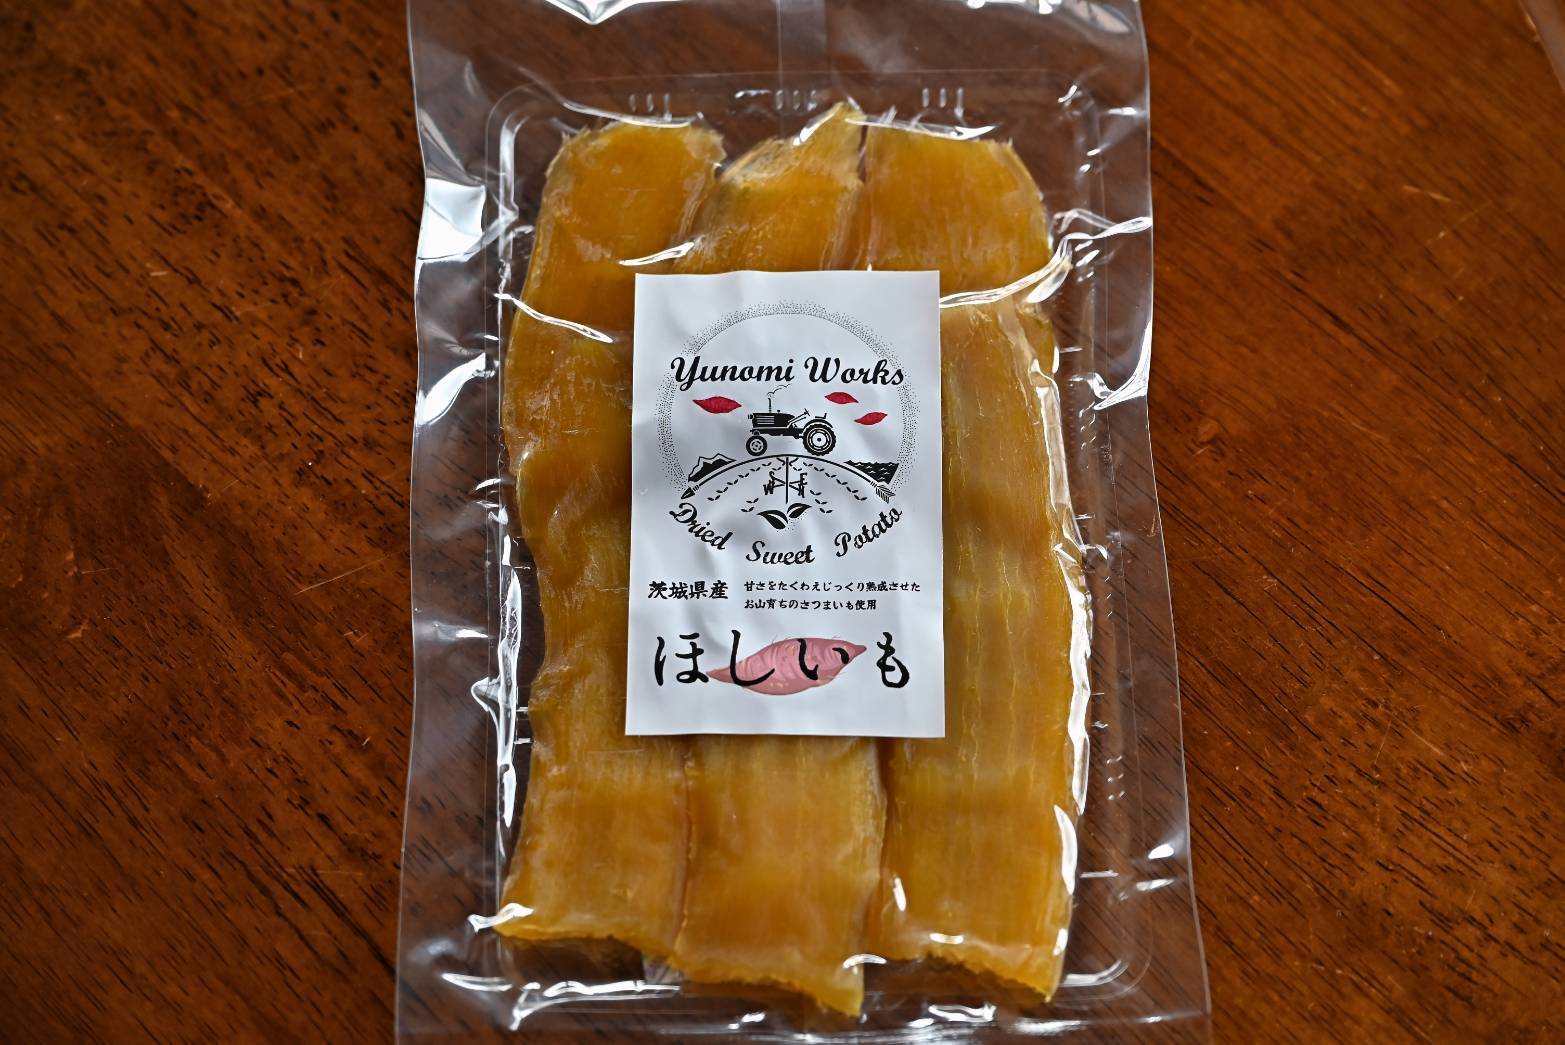 Yunomi Works
Dried Sweet Potato
茨城県産
甘さをたくわえじっくり熟成させた
お山育ちのさつまいも使用
ほしいも